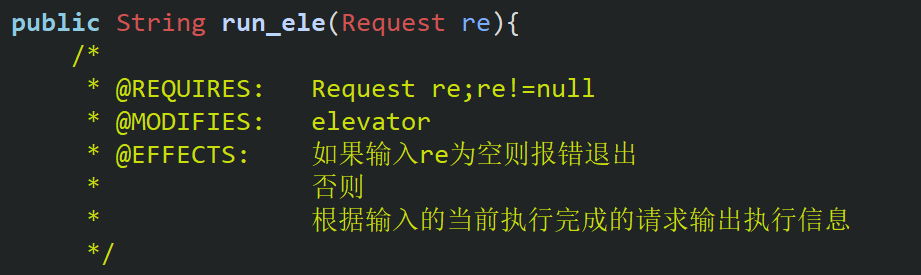 public String run_ele(Request re){
/*
* @REQUIRES: Request re;re!=null
* @MODIFIES: elevator
* @EFFECTS: 如果输入re为空则报错退出
* 否则
* 根据输入的当前执行完成的请求输出执行信息
*/